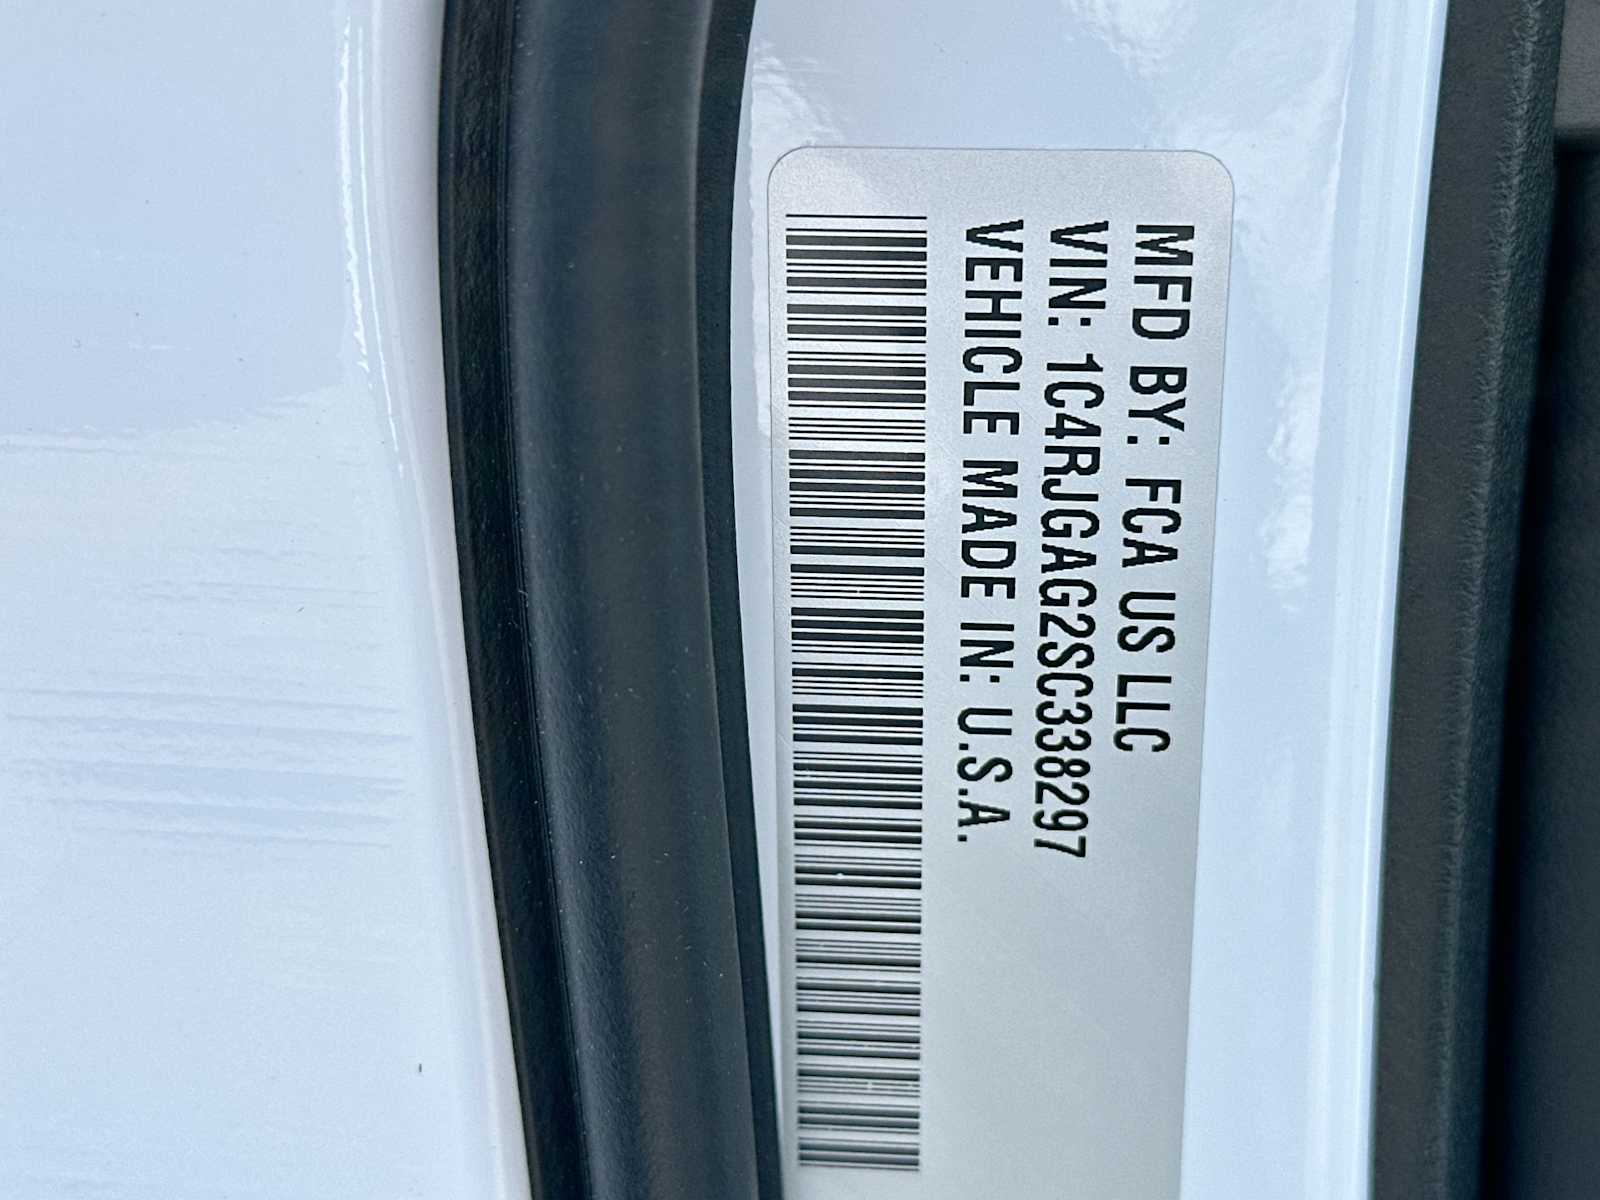 MFD BY: FCA US LLC
VIN: 1C4RJGAG2SC338297
VEHICLE MADE IN: U.S.A.